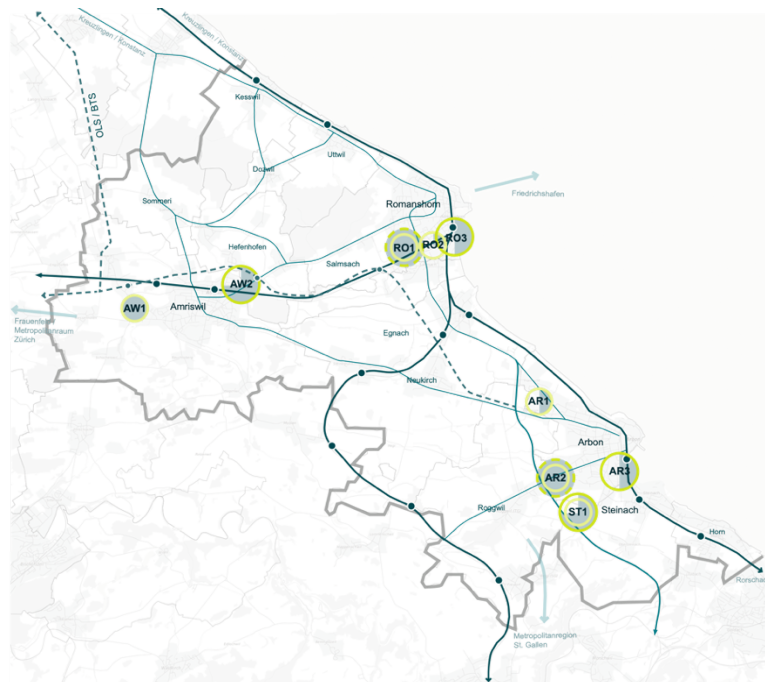 Kreuzlingen / Konstanz
Kreuzlingen / Konstanz
OLS / BTS
Kesswil
Uttwil
Dozwil
Sommeri
Romanshorn
Friedrichshafen
Hefenhofen
Salmsach
RO1
RO2
RO3
AW2
AW1
Amriswil
Frauenfeld /
Metropolitanraum
Zürich
Egnach
Neukirch
AR1
Arbon
AR2
AR3
ST1
Steinach
Roggwil
Horn
Metropolitanregion
St. Gallen